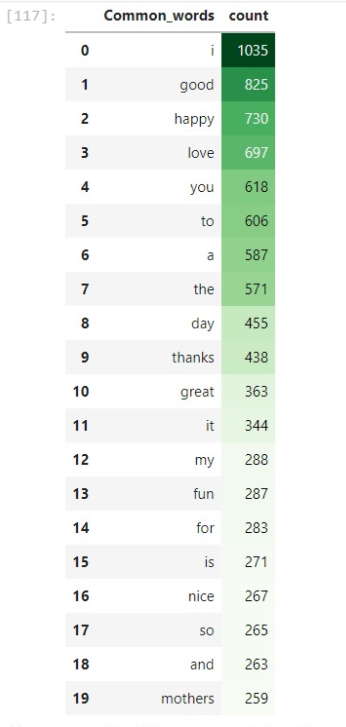 [117]: Common_words count
0 i 1035
1 good 825
2 happy 730
3 love 697
4 you 618
5 to 606
6 a 587
7 the 571
8 day 455
9 thanks 438
10 great 363
11 it 344
12 my 288
13 fun 287
14 for 283
15 is 271
16 nice 267
17 so 265
18 and 263
19 mothers 259